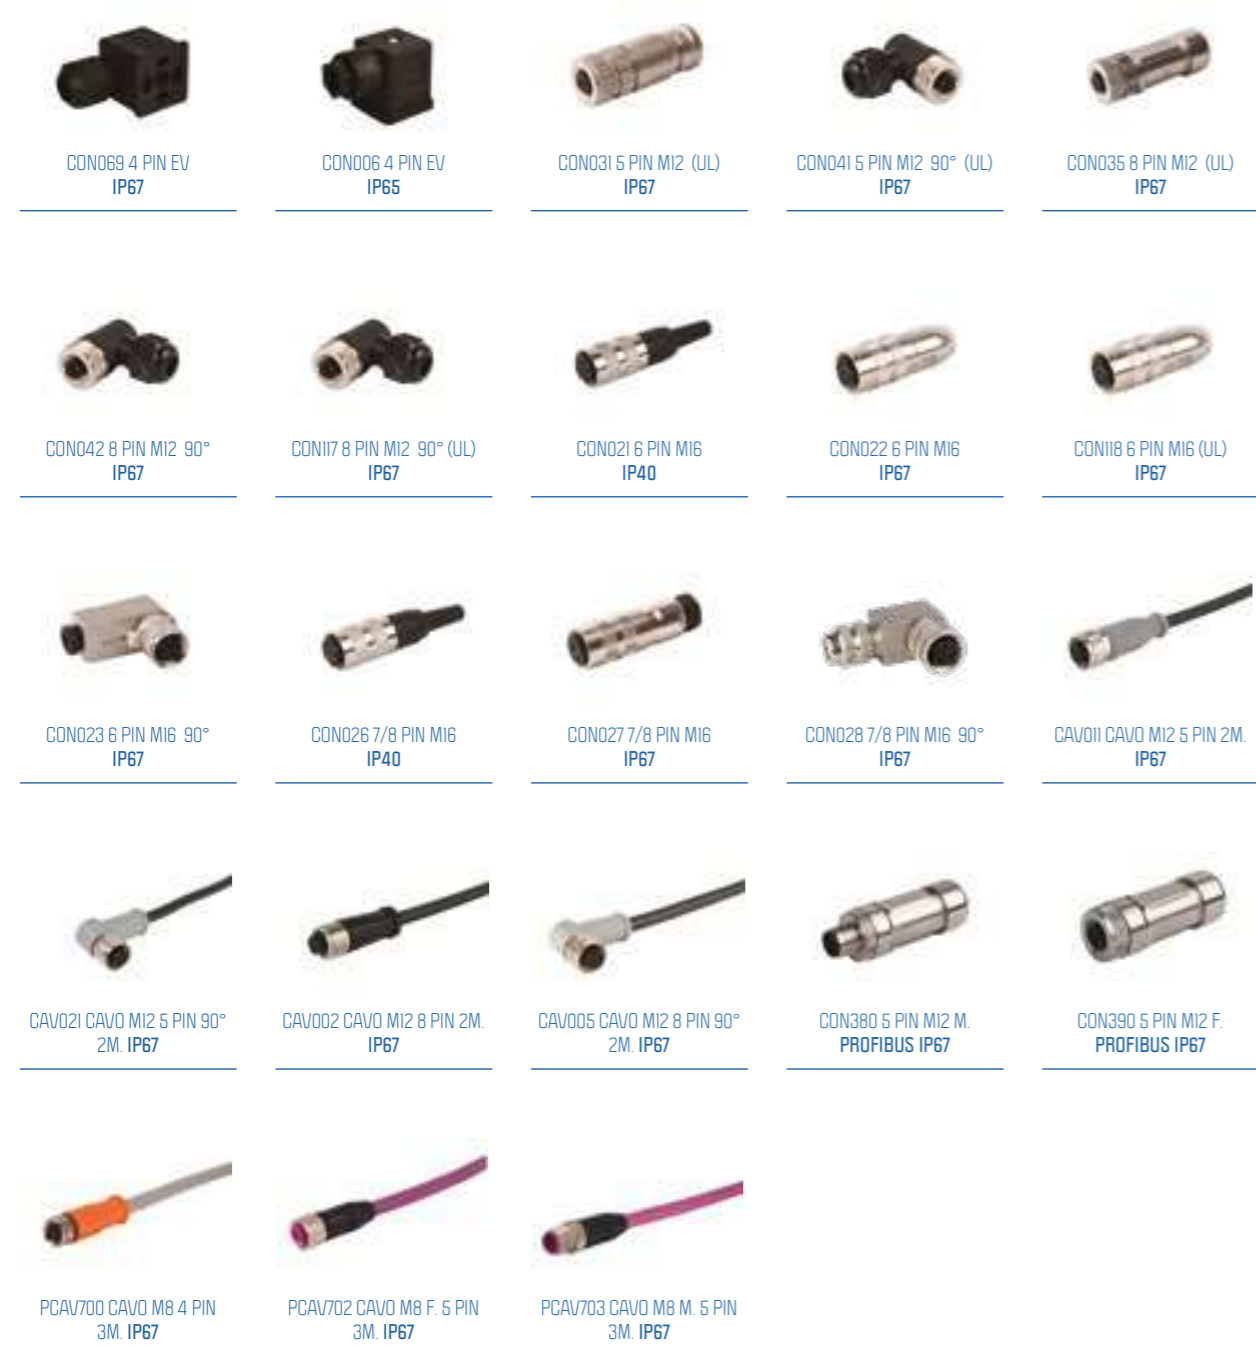 CON069 4 PIN EV
IP67
CON006 4 PIN EV
IP65
CON031 5 PIN M12 (UL)
IP67
CON041 5 PIN M12 90° (UL)
IP67
CON035 8 PIN M12 (UL)
IP67
CON042 8 PIN M12 90°
IP67
CON117 8 PIN M12 90° (UL)
IP67
CON021 6 PIN M16
IP40
CON022 6 PIN M16
IP67
CON118 6 PIN M16 (UL)
IP67
CON023 6 PIN M16 90°
IP67
CON026 7/8 PIN M16
IP40
CON027 7/8 PIN M16
IP67
CON028 7/8 PIN M16 90°
IP67
CAV011 CAVO M12 5 PIN 2M.
IP67
CAV021 CAVO M12 5 PIN 90°
2M. IP67
CAV002 CAVO M12 8 PIN 2M.
IP67
CAV005 CAVO M12 8 PIN 90°
2M. IP67
CON380 5 PIN M12 M.
PROFIBUS IP67
CON390 5 PIN M12 F.
PROFIBUS IP67
PCAV700 CAVO M8 4 PIN
3M. IP67
PCAV702 CAVO M8 F. 5 PIN
3M. IP67
PCAV703 CAVO M8 M. 5 PIN
3M. IP67